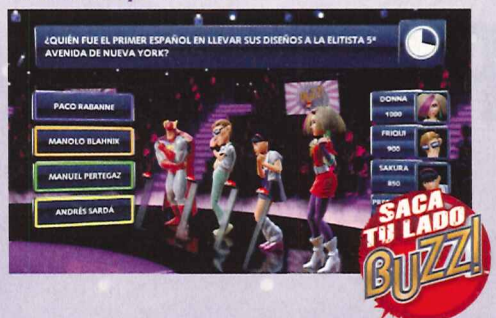 ¿QUIÉN FUE EL PRIMER ESPAÑOL EN LLEVAR SUS DISEÑOS A LA ELITISTA 5ª
AVENIDA DE NUEVA YORK?
PACO RABANNE
MANOLO BLAHNIK
MANUEL PERTEGAZ
ANDRÉS SARDÁ
DONNA
1000
FRIQUI
900
SAKURA
850
SACA
TU LADO
BUZZ!